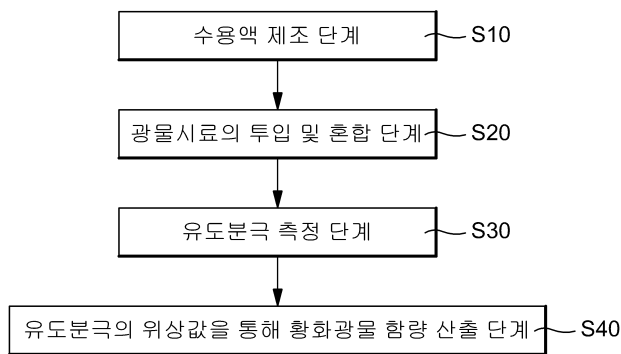 수용액 제조 단계 S10
광물시료의 투입 및 혼합 단계 S20
유도분극 측정 단계 S30
유도분극의 위상값을 통해 황화광물 함량 산출 단계 S40